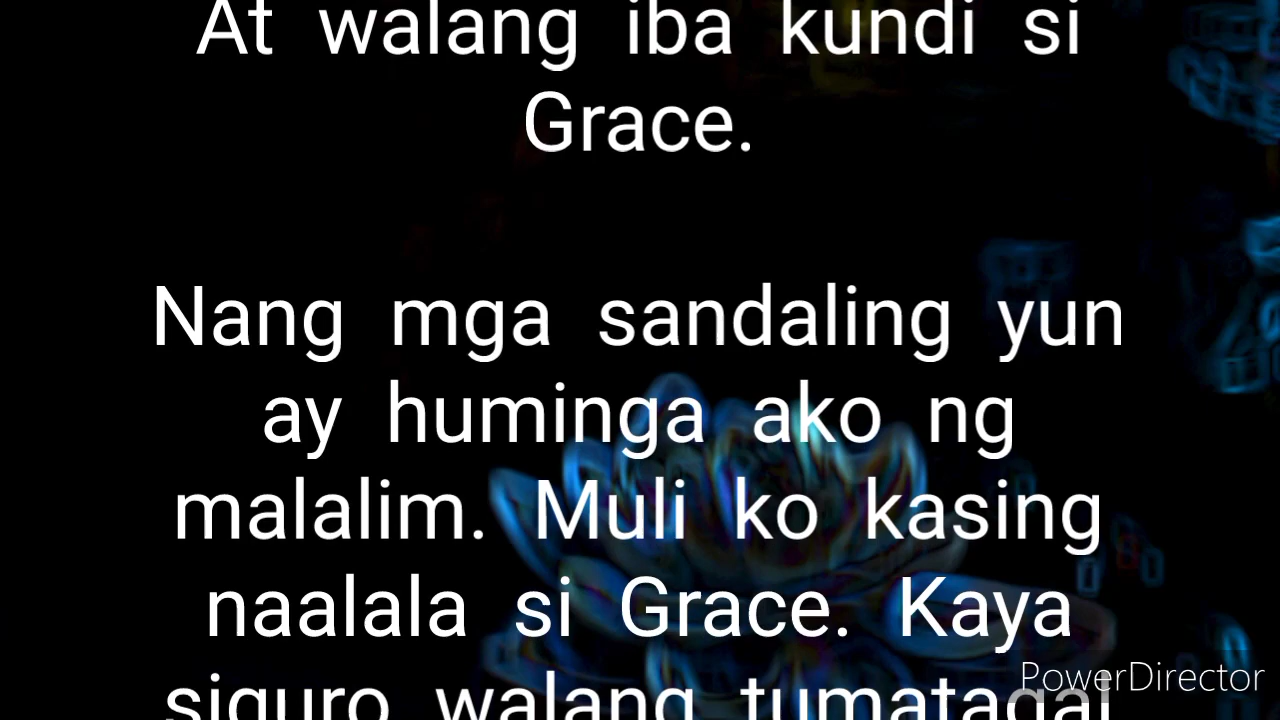 At walang iba kundi si
Grace.
Nang mga sandaling yun
ay huminga ako ng
malalim. Muli ko kasing
naalala si Grace. Kaya
siguro walang tumatagal
PowerDirector